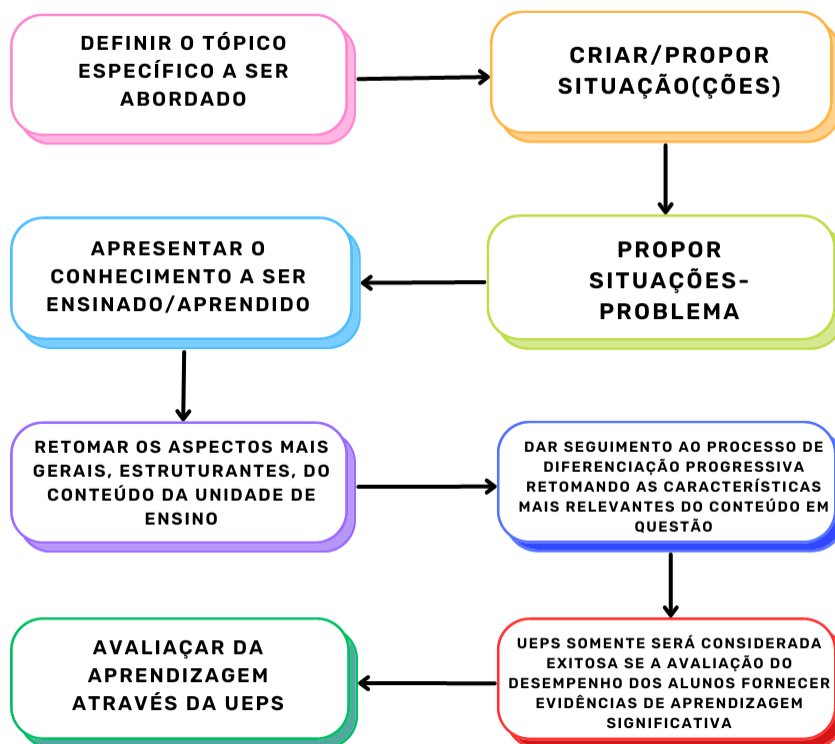 DEFINIR O TÓPICO
ESPECÍFICO A SER
ABORDADO
CRIAR/PROPOR
SITUAÇÃO(ÇÕES)
PROPOR
SITUAÇÕES-
PROBLEMA
APRESENTAR O
CONHECIMENTO A SER
ENSINADO/APRENDIDO
RETOMAR OS ASPECTOS MAIS
GERAIS, ESTRUTURANTES, DO
CONTEÚDO DA UNIDADE DE
ENSINO
DAR SEGUIMENTO AO PROCESSO DE
DIFERENCIAÇÃO PROGRESSIVA
RETOMANDO AS CARACTERÍSTICAS
MAIS RELEVANTES DO CONTEÚDO EM
QUESTÃO
UEPS SOMENTE SERÁ CONSIDERADA
EXITOSA SE A AVALIAÇÃO DO
DESEMPENHO DOS ALUNOS FORNECER
EVIDÊNCIAS DE APRENDIZAGEM
SIGNIFICATIVA
AVALIAÇAR DA
APRENDIZAGEM
ATRAVÉS DA UEPS